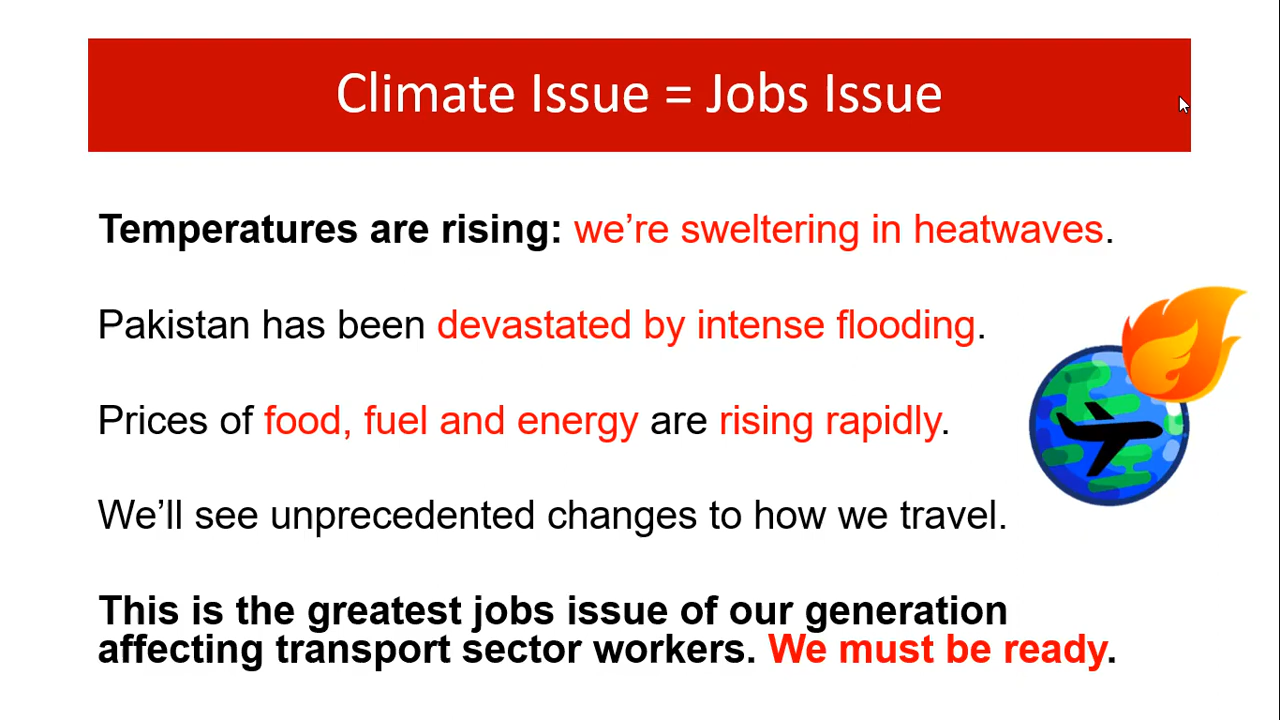 Climate Issue = Jobs Issue
Temperatures are rising: we’re sweltering in heatwaves.
Pakistan has been devastated by intense flooding.
Prices of food, fuel and energy are rising rapidly.
We’ll see unprecedented changes to how we travel.
This is the greatest jobs issue of our generation
affecting transport sector workers. We must be ready.